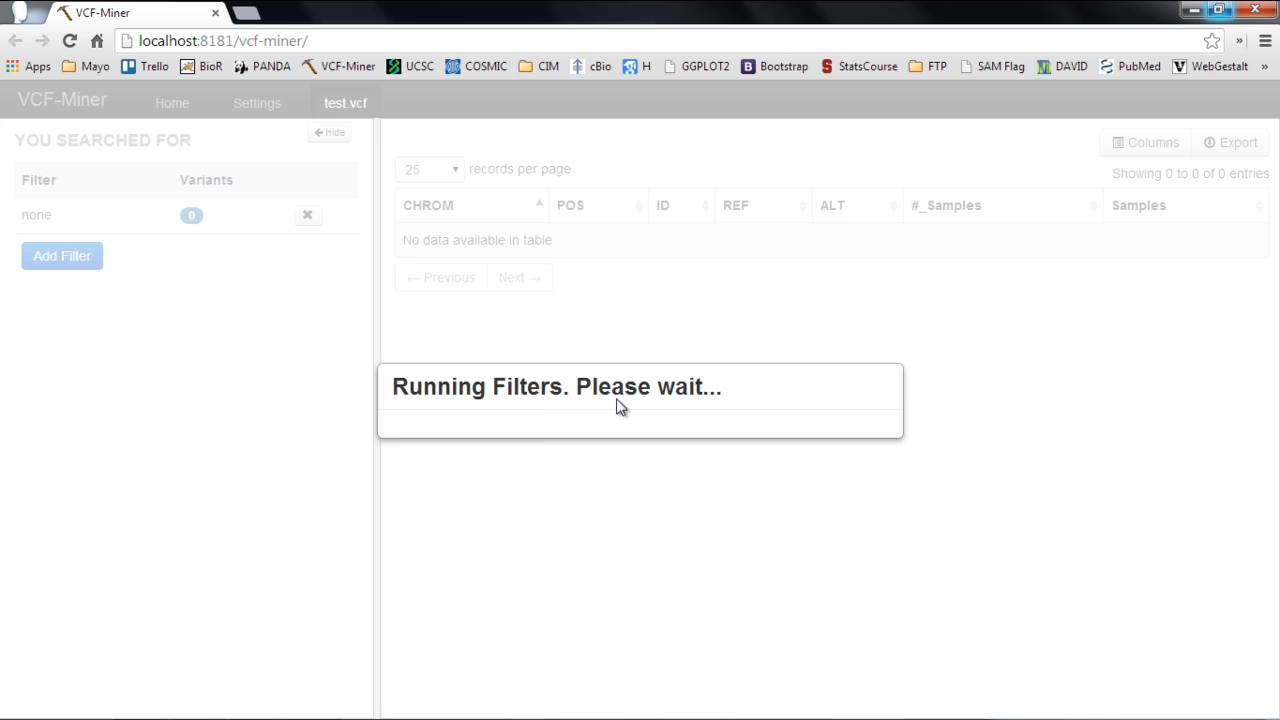 VCF-Miner
localhost:8181/vcf-miner/
Apps Mayo Trello BioR PANDA VCF-Miner UCSC COSMIC CIM cBio H GGPLOT2 Bootstrap StatsCourse FTP SAM Flag DAVID PubMed WebGestalt »
VCF-Miner Home Settings test.vcf
YOU SEARCHED FOR Hide
Columns Export
25 records per page
Showing 0 to 0 of 0 entries
Filter Variants
CHROM POS ID REF ALT #_Samples Samples
none 0
No data available in table
Add Filter
← Previous Next →
Running Filters. Please wait...